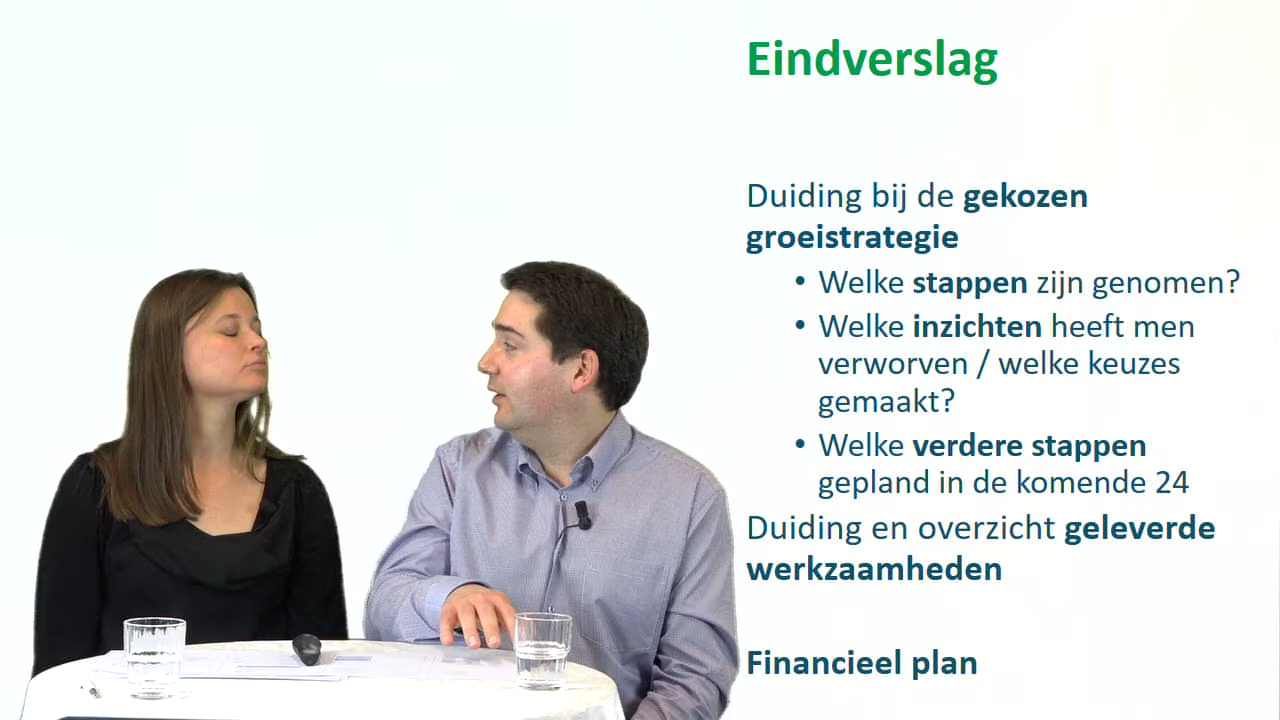 Eindverslag
Duiding bij de gekozen
groeistrategie
• Welke stappen zijn genomen?
• Welke inzichten heeft men
verworven / welke keuzes
gemaakt?
• Welke verdere stappen
gepland in de komende 24
Duiding en overzicht geleverde
werkzaamheden
Financieel plan